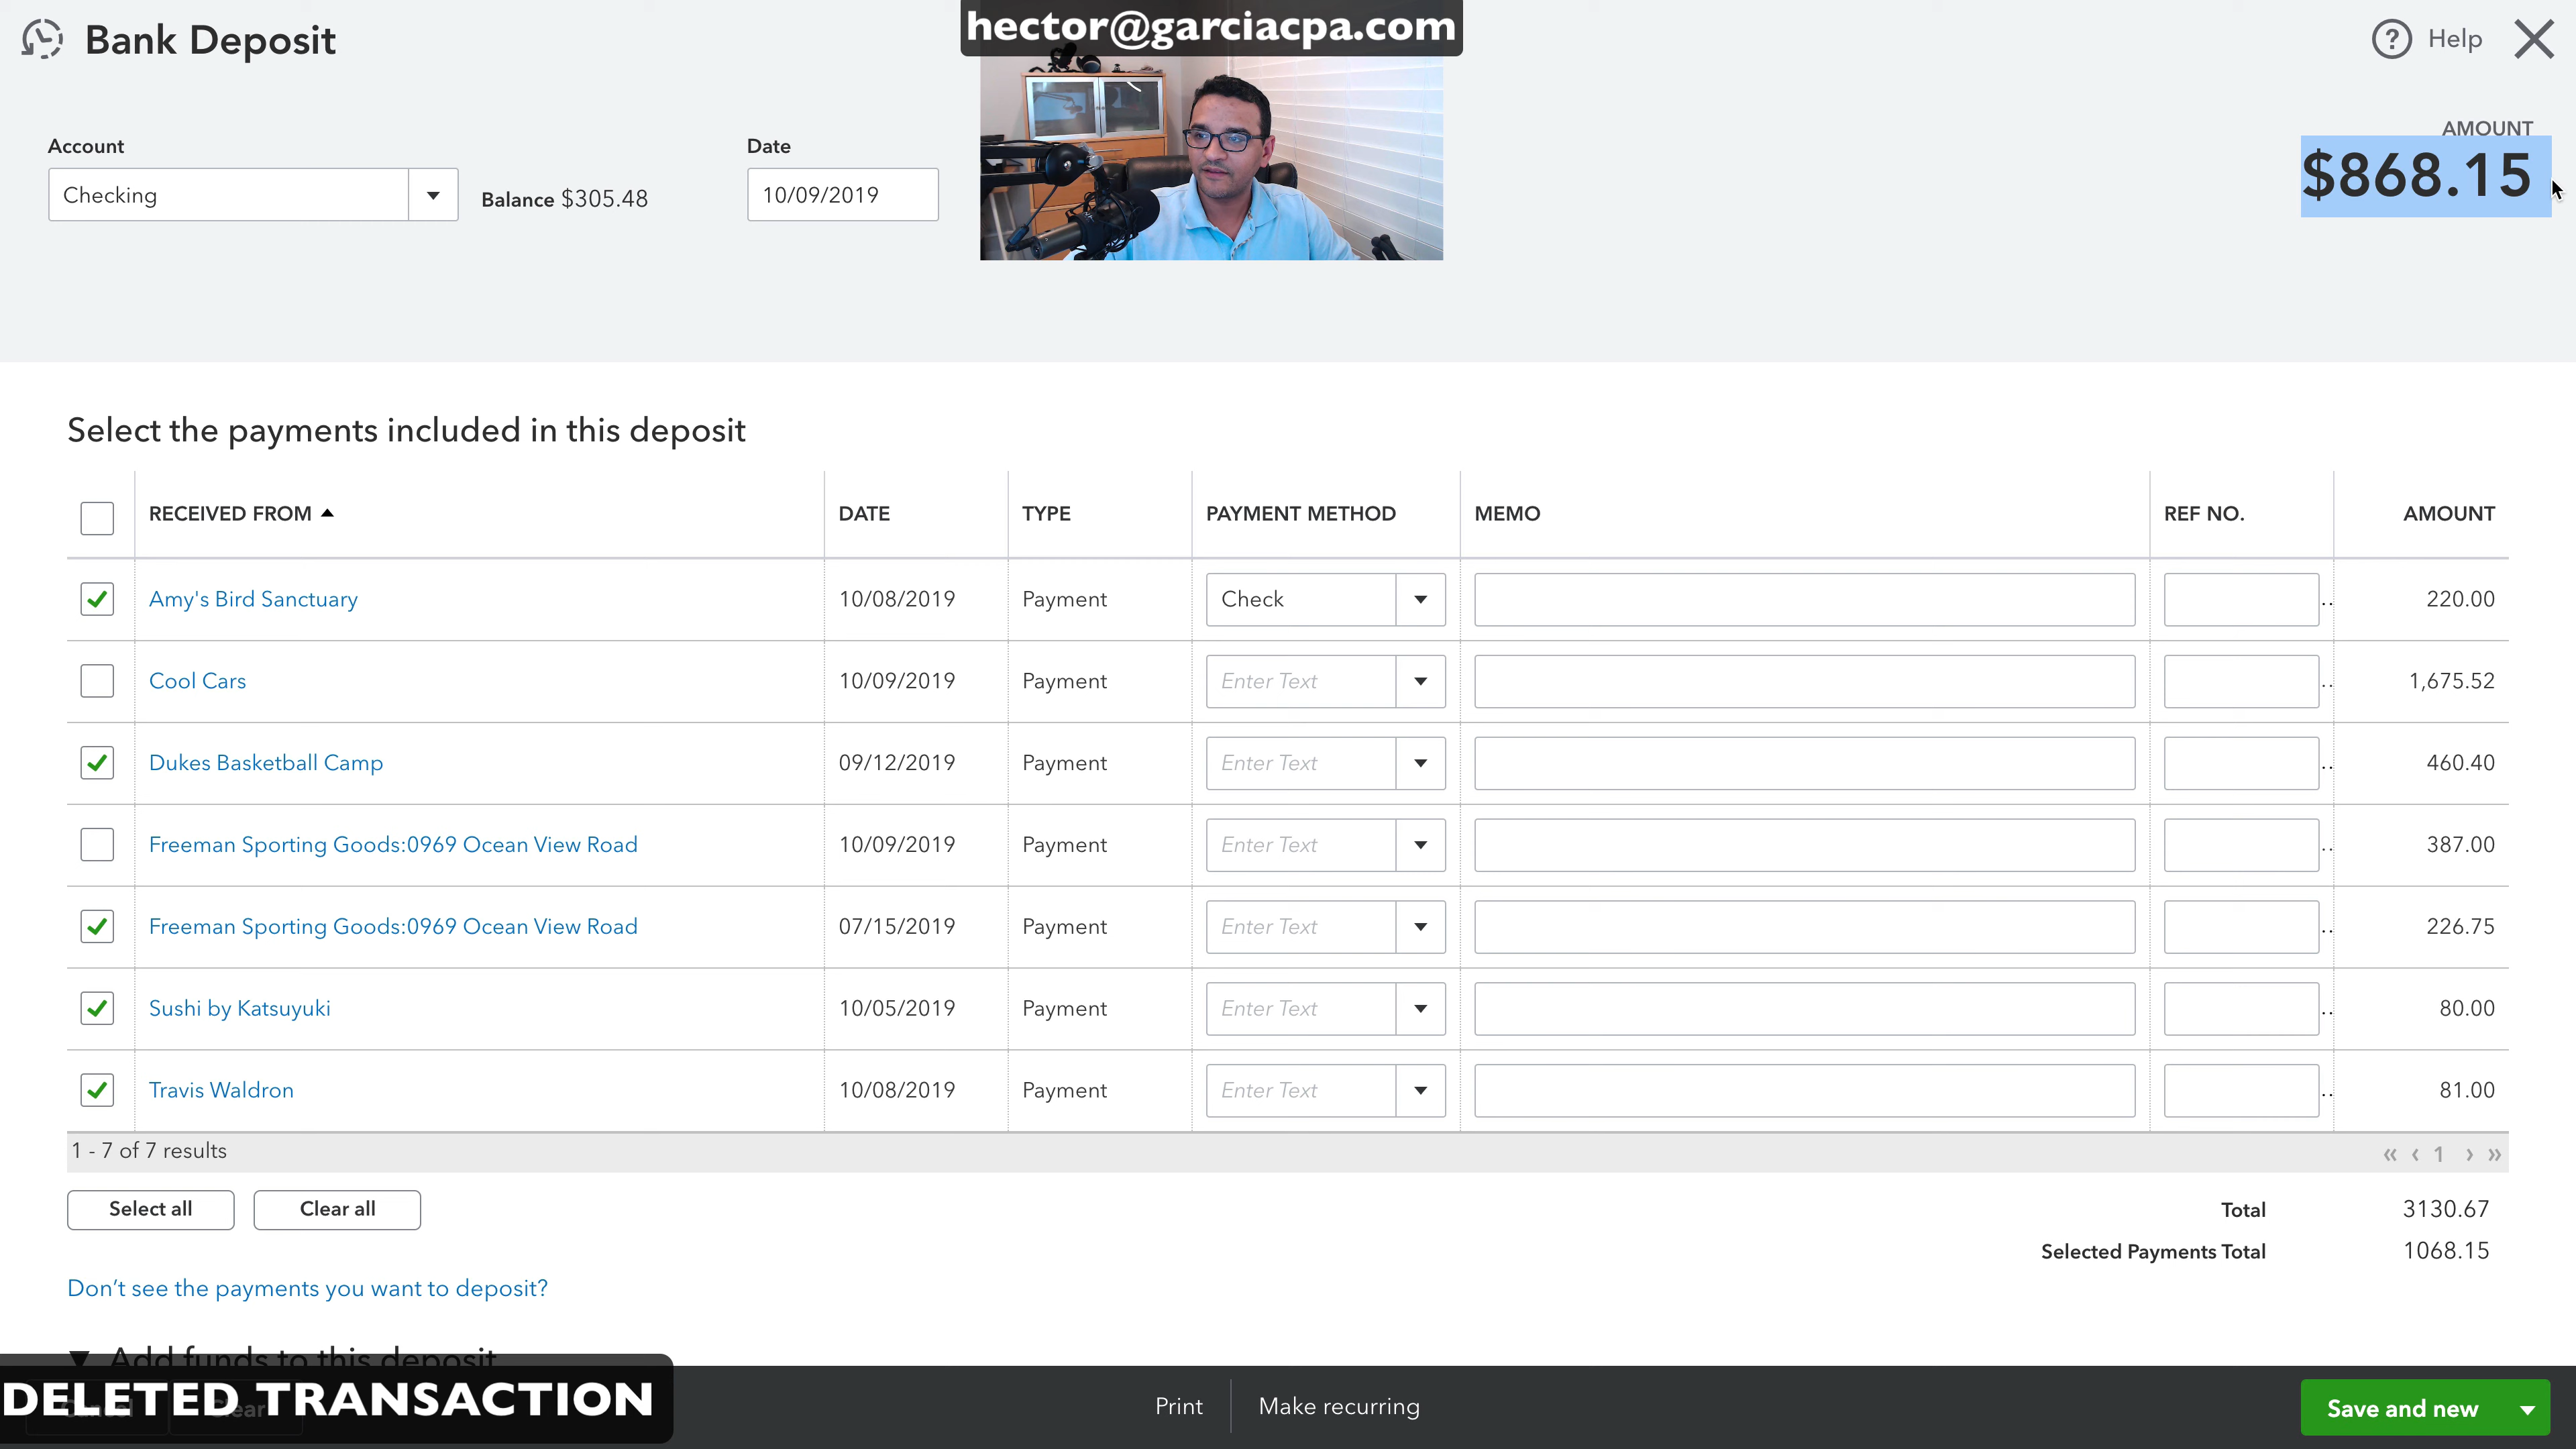 hector@garciacpa.com
Bank Deposit
Help
Account
Checking
Balance $305.48
Date
10/09/2019
AMOUNT
$868.15
Select the payments included in this deposit
RECEIVED FROM DATE TYPE PAYMENT METHOD MEMO REF NO. AMOUNT
Amy's Bird Sanctuary 10/08/2019 Payment Check .. 220.00
Cool Cars 10/09/2019 Payment Enter Text .. 1,675.52
Dukes Basketball Camp 09/12/2019 Payment Enter Text .. 460.40
Freeman Sporting Goods:0969 Ocean View Road 10/09/2019 Payment Enter Text .. 387.00
Freeman Sporting Goods:0969 Ocean View Road 07/15/2019 Payment Enter Text .. 226.75
Sushi by Katsuyuki 10/05/2019 Payment Enter Text .. 80.00
Travis Waldron 10/08/2019 Payment Enter Text .. 81.00
1 - 7 of 7 results « ‹ 1 › »
Select all Clear all
Total 3130.67
Selected Payments Total 1068.15
Don't see the payments you want to deposit?
Add funds to this deposit
DELETED TRANSACTION
Cancel Clear
Print Make recurring
Save and new